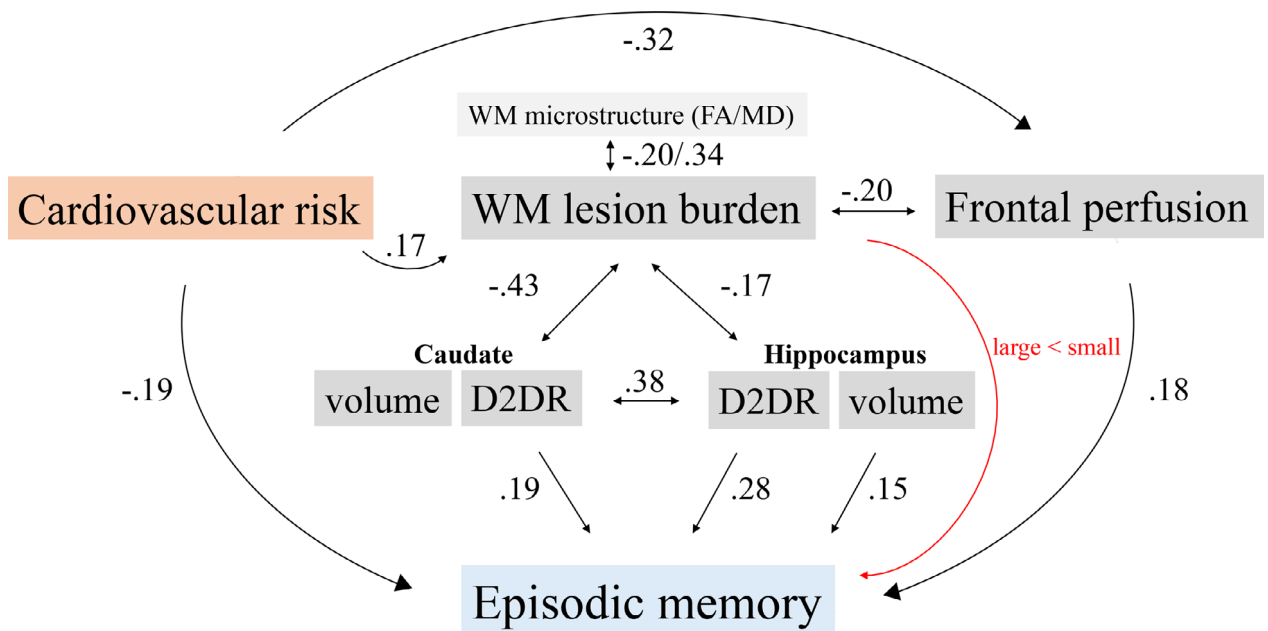 -.32
WM microstructure (FA/MD)
-.20/.34
Cardiovascular risk
WM lesion burden
-.20
Frontal perfusion
.17
-.43
-.17
large < small
Caudate
Hippocampus
volume
D2DR
.38
D2DR
volume
-.19
.18
.19
.28
.15
Episodic memory